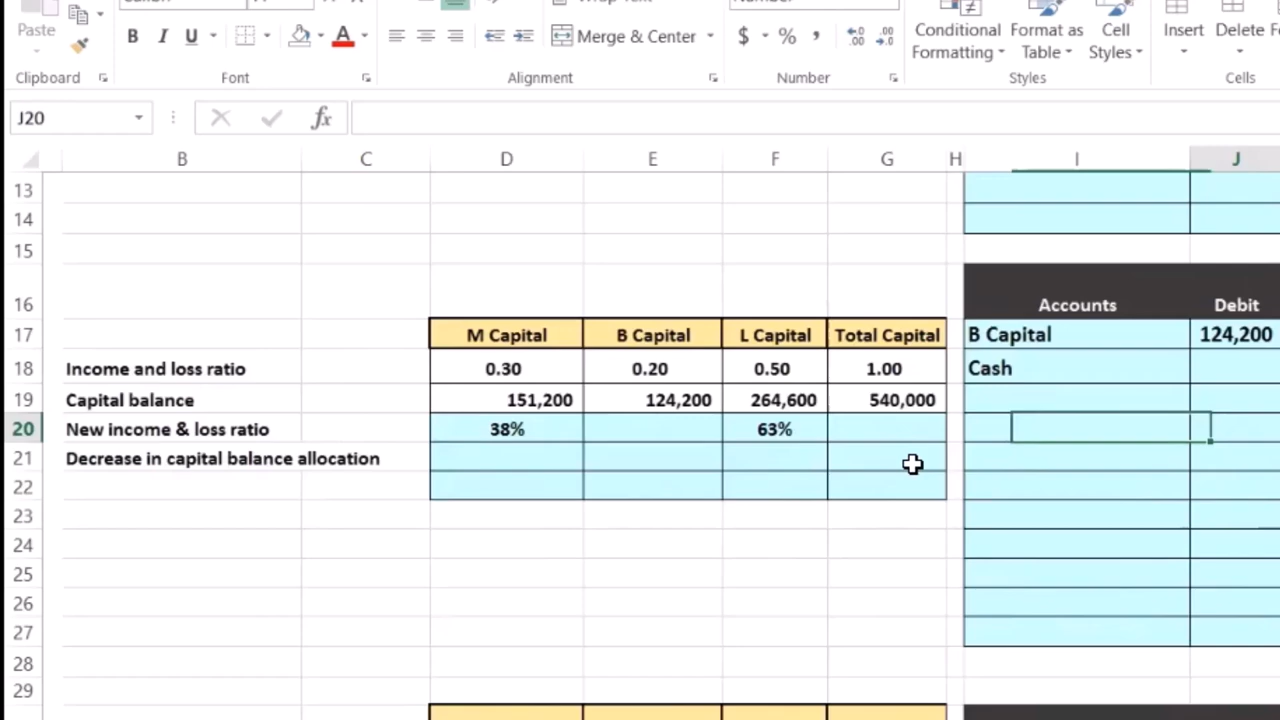 Paste
B I U A
Merge & Center
$ % ,
Conditional Formatting
Format as Table
Cell Styles
Insert
Delete
Clipboard
Font
Alignment
Number
Styles
Cells
J20 fx
B C D E F G H I J
13
14
15
16 Accounts Debit
17 M Capital B Capital L Capital Total Capital B Capital 124,200
18 Income and loss ratio 0.30 0.20 0.50 1.00 Cash
19 Capital balance 151,200 124,200 264,600 540,000
20 New income & loss ratio 38% 63%
21 Decrease in capital balance allocation
22
23
24
25
26
27
28
29